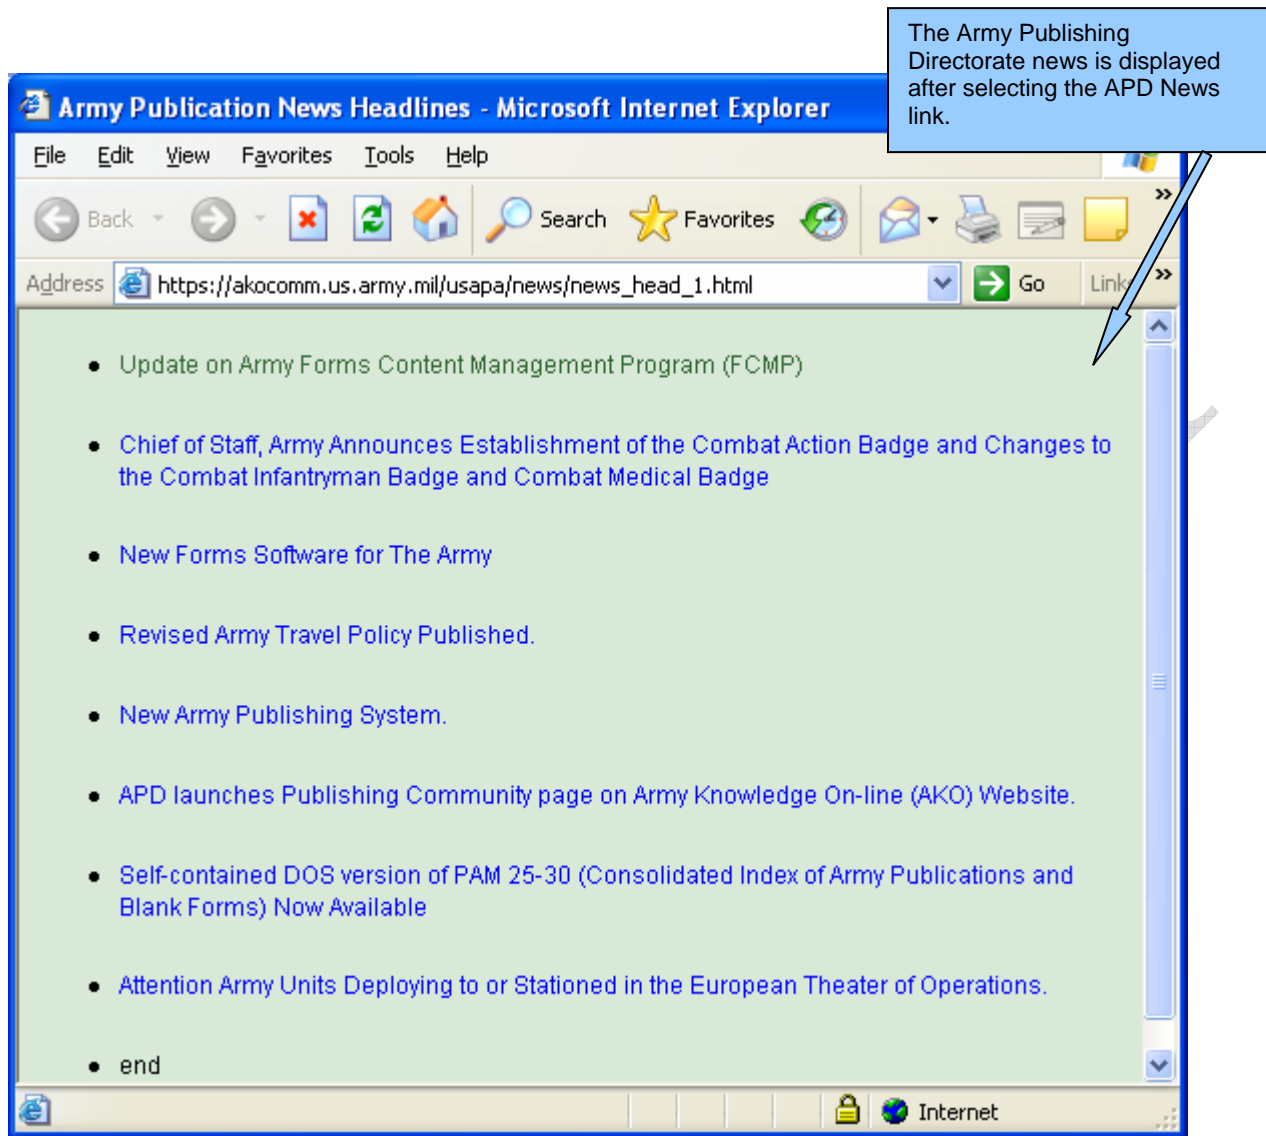 The Army Publishing
Directorate news is displayed
after selecting the APD News
link.
Army Publication News Headlines - Microsoft Internet Explorer
File Edit View Favorites Tools Help
Back Search Favorites »
Address https://akocomm.us.army.mil/usapa/news/news_head_1.html Go Links »
• Update on Army Forms Content Management Program (FCMP)
• Chief of Staff, Army Announces Establishment of the Combat Action Badge and Changes to
the Combat Infantryman Badge and Combat Medical Badge
• New Forms Software for The Army
• Revised Army Travel Policy Published.
• New Army Publishing System.
• APD launches Publishing Community page on Army Knowledge On-line (AKO) Website.
• Self-contained DOS version of PAM 25-30 (Consolidated Index of Army Publications and
Blank Forms) Now Available
• Attention Army Units Deploying to or Stationed in the European Theater of Operations.
• end
Internet